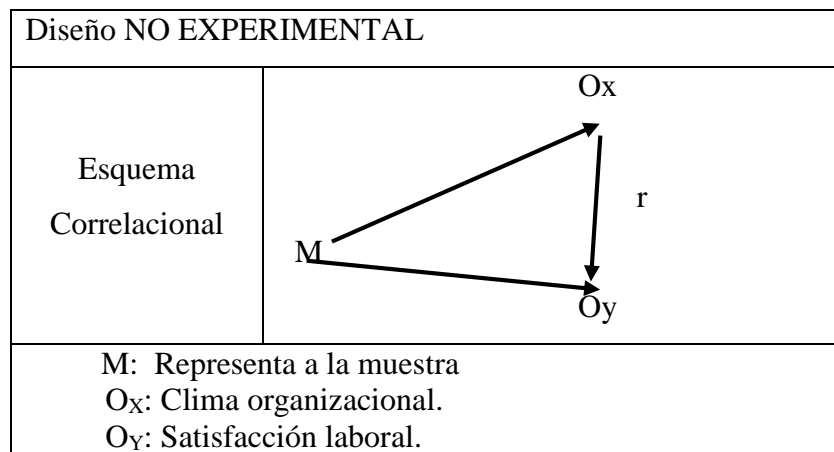 Diseño NO EXPERIMENTAL
Ox
Esquema
Correlacional
r
M
Oy
M: Representa a la muestra
OX: Clima organizacional.
OY: Satisfacción laboral.